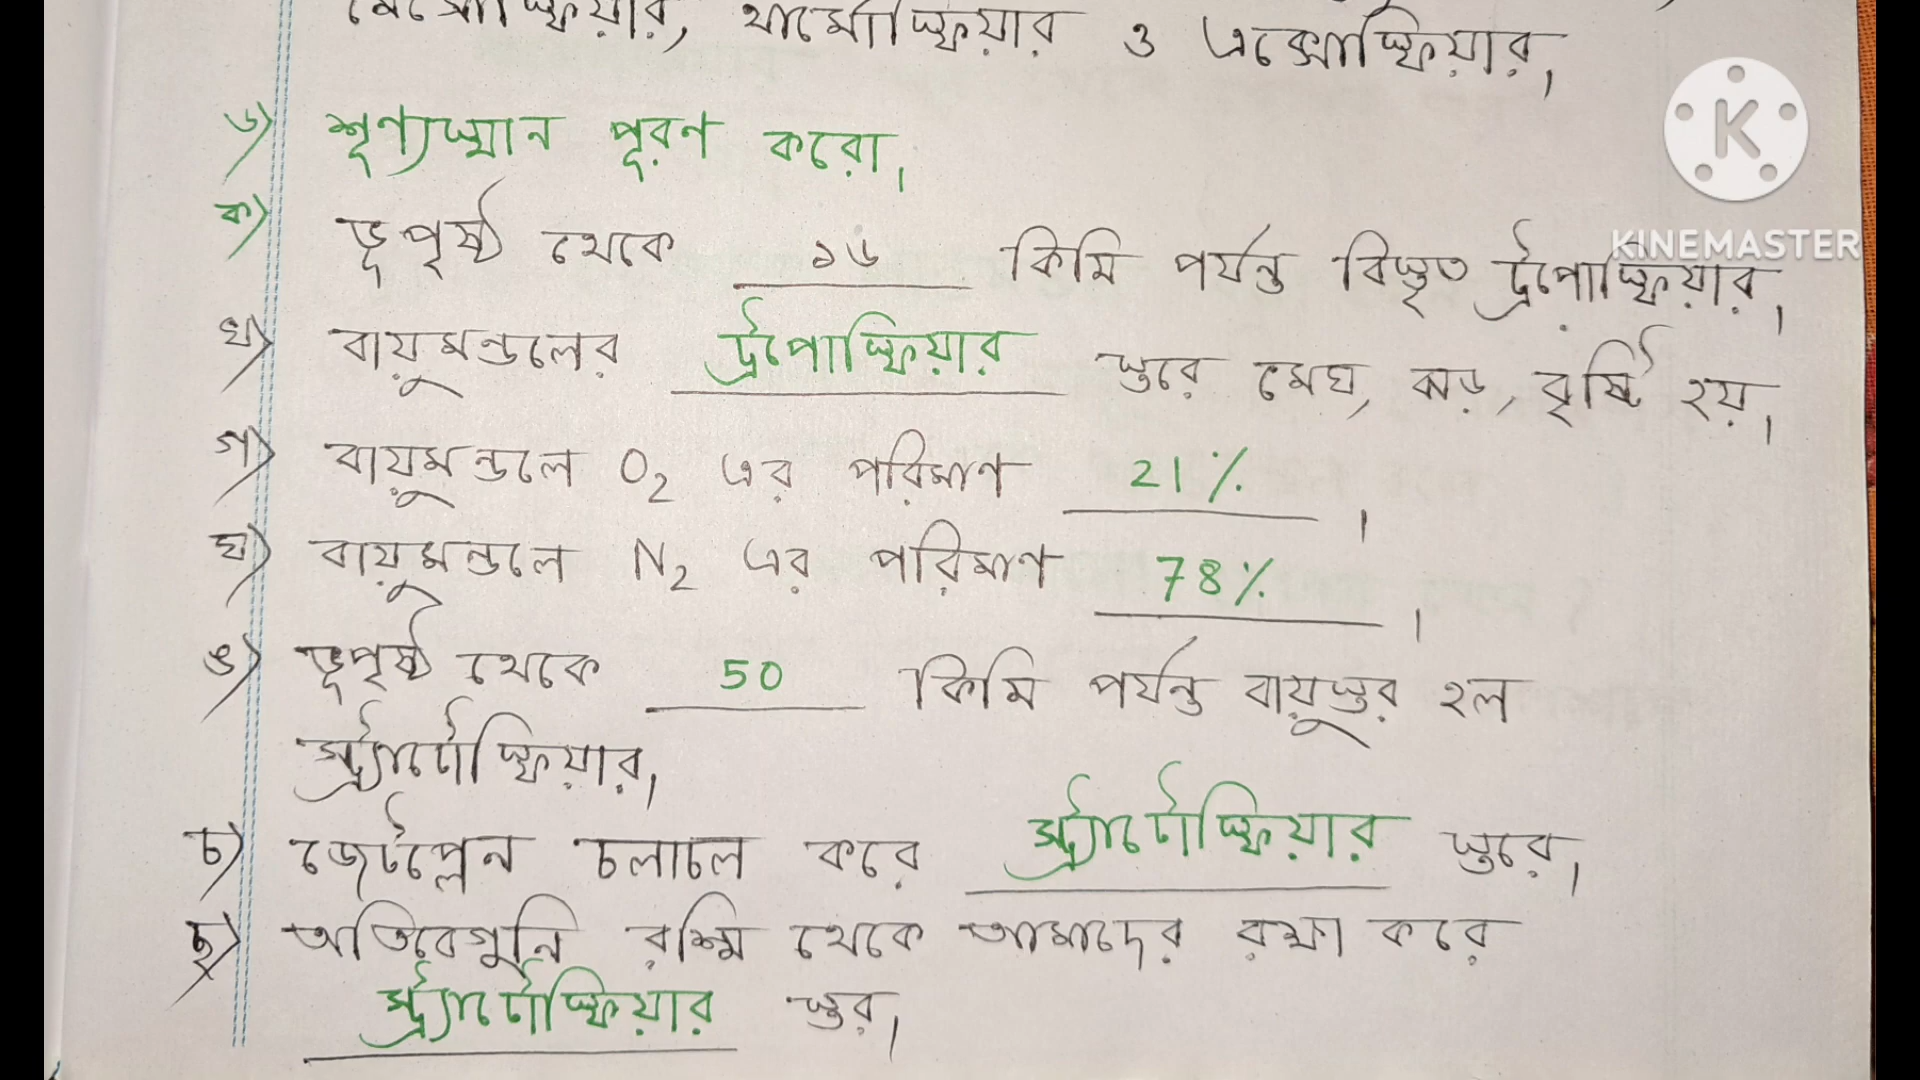 মেসোস্ফিয়ার, থার্মোস্ফিয়ার ও এক্সোস্ফিয়ার।
৬) শূণ্যস্থান পূরণ করো।
ক) ভূপৃষ্ঠ থেকে ১৬ কিমি পর্যন্ত বিস্তৃত ট্রপোস্ফিয়ার।
খ) বায়ুমন্ডলের ট্রপোস্ফিয়ার স্তরে মেঘ, ঝড়, বৃষ্টি হয়।
গ) বায়ুমন্ডলে O₂ এর পরিমাণ 21%।
ঘ) বায়ুমন্ডলে N₂ এর পরিমাণ 78%।
ঙ) ভূপৃষ্ঠ থেকে 50 কিমি পর্যন্ত বায়ুস্তর হল
স্ট্র্যাটোস্ফিয়ার।
চ) জেটপ্লেন চলাচল করে স্ট্র্যাটোস্ফিয়ার স্তরে।
ছ) অতিবেগুনি রশ্মি থেকে আমাদের রক্ষা করে
স্ট্র্যাটোস্ফিয়ার স্তর।
K
KINEMASTER